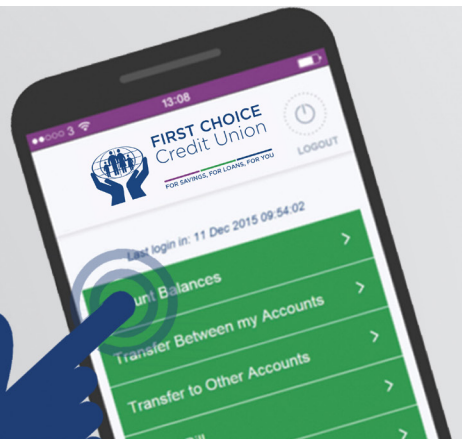 3
13:08
FIRST CHOICE
Credit Union
FOR SAVINGS, FOR LOANS, FOR YOU
LOGOUT
Last login in: 11 Dec 2015 09:54:02
unt Balances
Transfer Between my Accounts
Transfer to Other Accounts